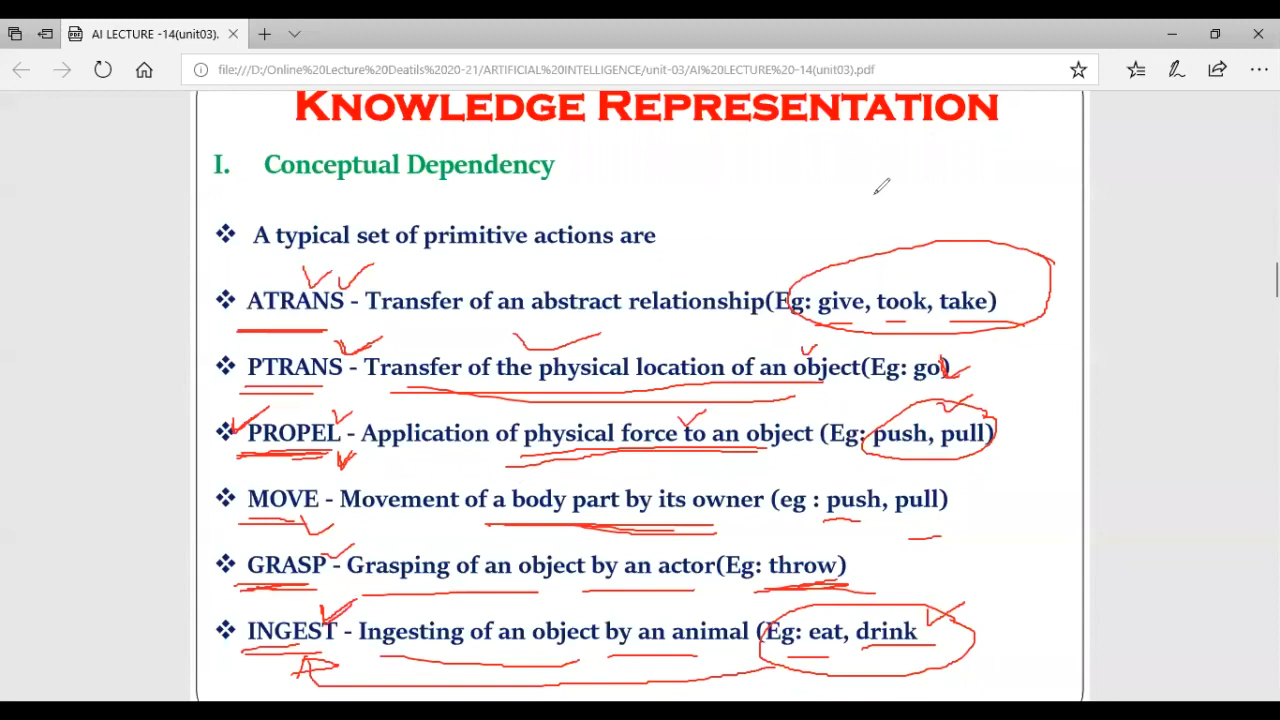 AI LECTURE -14(unit03).
file:///D:/Online%20Lecture%20Deatils%2020-21/ARTIFICIAL%20INTELLIGENCE/unit-03/AI%20LECTURE%20-14(unit03).pdf
KNOWLEDGE REPRESENTATION
I. Conceptual Dependency
❖ A typical set of primitive actions are
❖ ATRANS - Transfer of an abstract relationship(Eg: give, took, take)
❖ PTRANS - Transfer of the physical location of an object(Eg: go)
❖ PROPEL - Application of physical force to an object (Eg: push, pull)
❖ MOVE - Movement of a body part by its owner (eg : push, pull)
❖ GRASP - Grasping of an object by an actor(Eg: throw)
❖ INGEST - Ingesting of an object by an animal (Eg: eat, drink